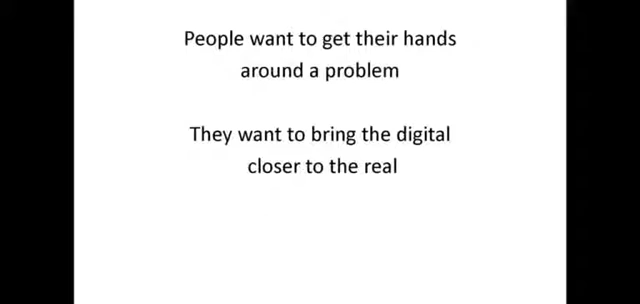 People want to get their hands
around a problem
They want to bring the digital
closer to the real